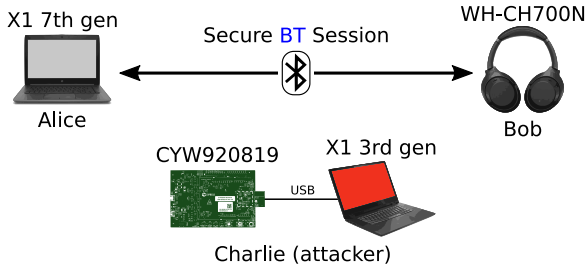 X1 7th gen
WH-CH700N
Secure BT Session
Alice
Bob
CYW920819
X1 3rd gen
USB
Charlie (attacker)